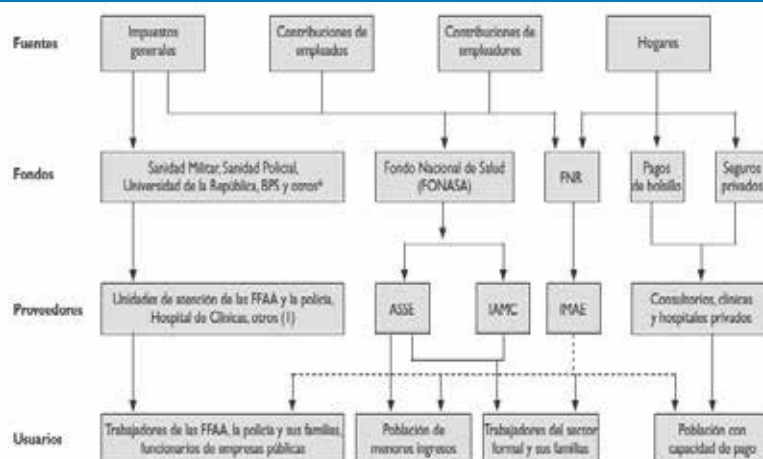 Fuentes
Impuestos
generales
Contribuciones de
empleados
Contribuciones de
empleadores
Hogares
Fondos
Sanidad Militar, Sanidad Policial,
Universidad de la República, BPS y otros*
Fondo Nacional de Salud
(FONASA)
FNR
Pagos
de bolsillo
Seguros
privados
Proveedores
Unidades de atención de las FFAA y la policía,
Hospital de Clínicas, otros (1)
ASSE
IAMC
IMAE
Consultorios, clínicas
y hospitales privados
Usuarios
Trabajadores de las FFAA, la policía y sus familias,
funcionarios de empresas públicas
Población de
menores ingresos
Trabajadores del sector
formal y sus familias
Población con
capacidad de pago